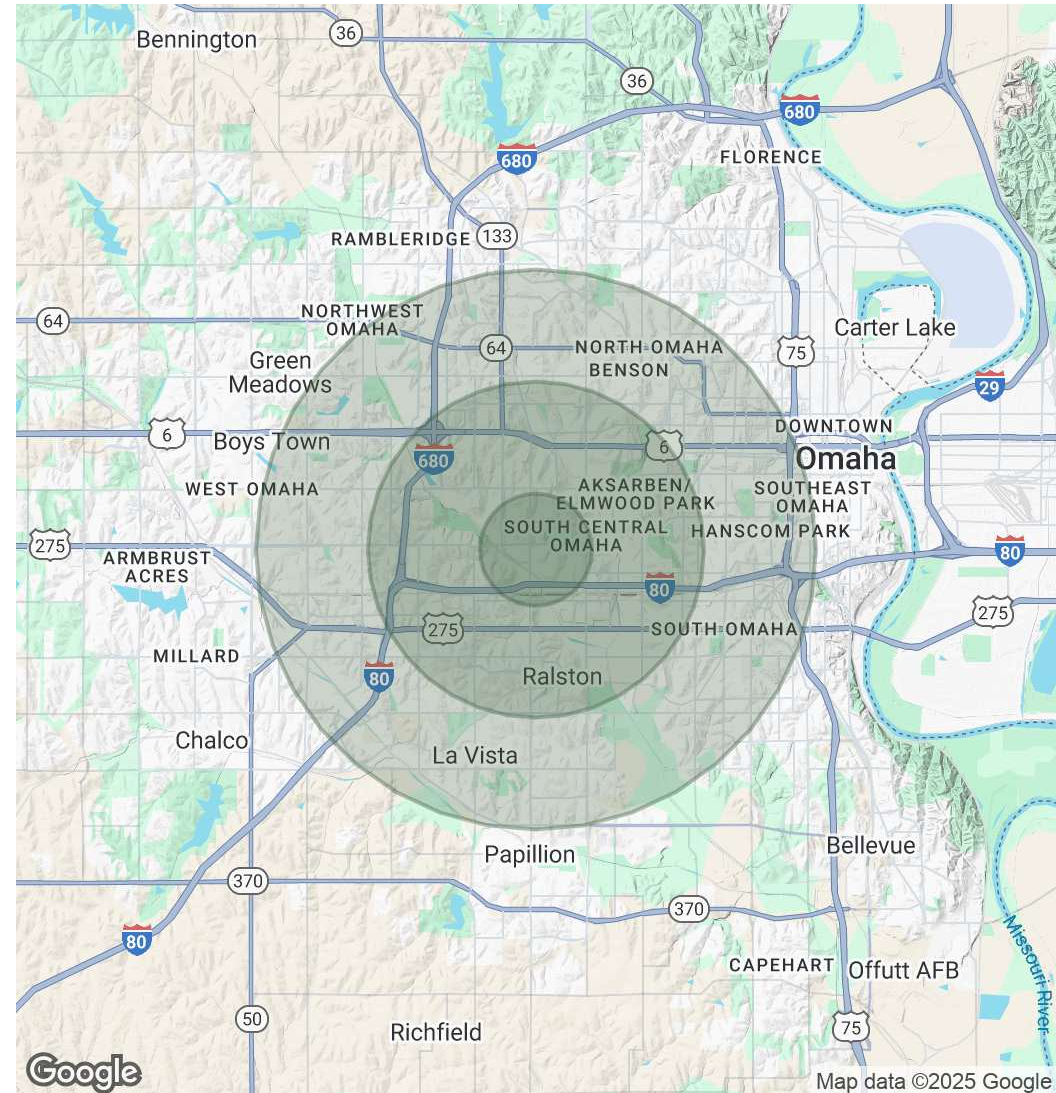 Bennington
36
36
680
680
FLORENCE
RAMBLERIDGE
133
NORTHWEST
OMAHA
64
64
NORTH OMAHA
BENSON
75
Carter Lake
Green
Meadows
29
6
Boys Town
6
DOWNTOWN
Omaha
680
WEST OMAHA
AKSARBEN/
ELMWOOD PARK
SOUTHEAST
OMAHA
SOUTH CENTRAL
OMAHA
HANSCOM PARK
275
ARMBRUST
ACRES
80
80
275
275
SOUTH OMAHA
MILLARD
80
Ralston
Chalco
La Vista
Papillion
Bellevue
370
370
80
CAPEHART
Offutt AFB
Missouri River
50
Richfield
75
Google
Map data ©2025 Google